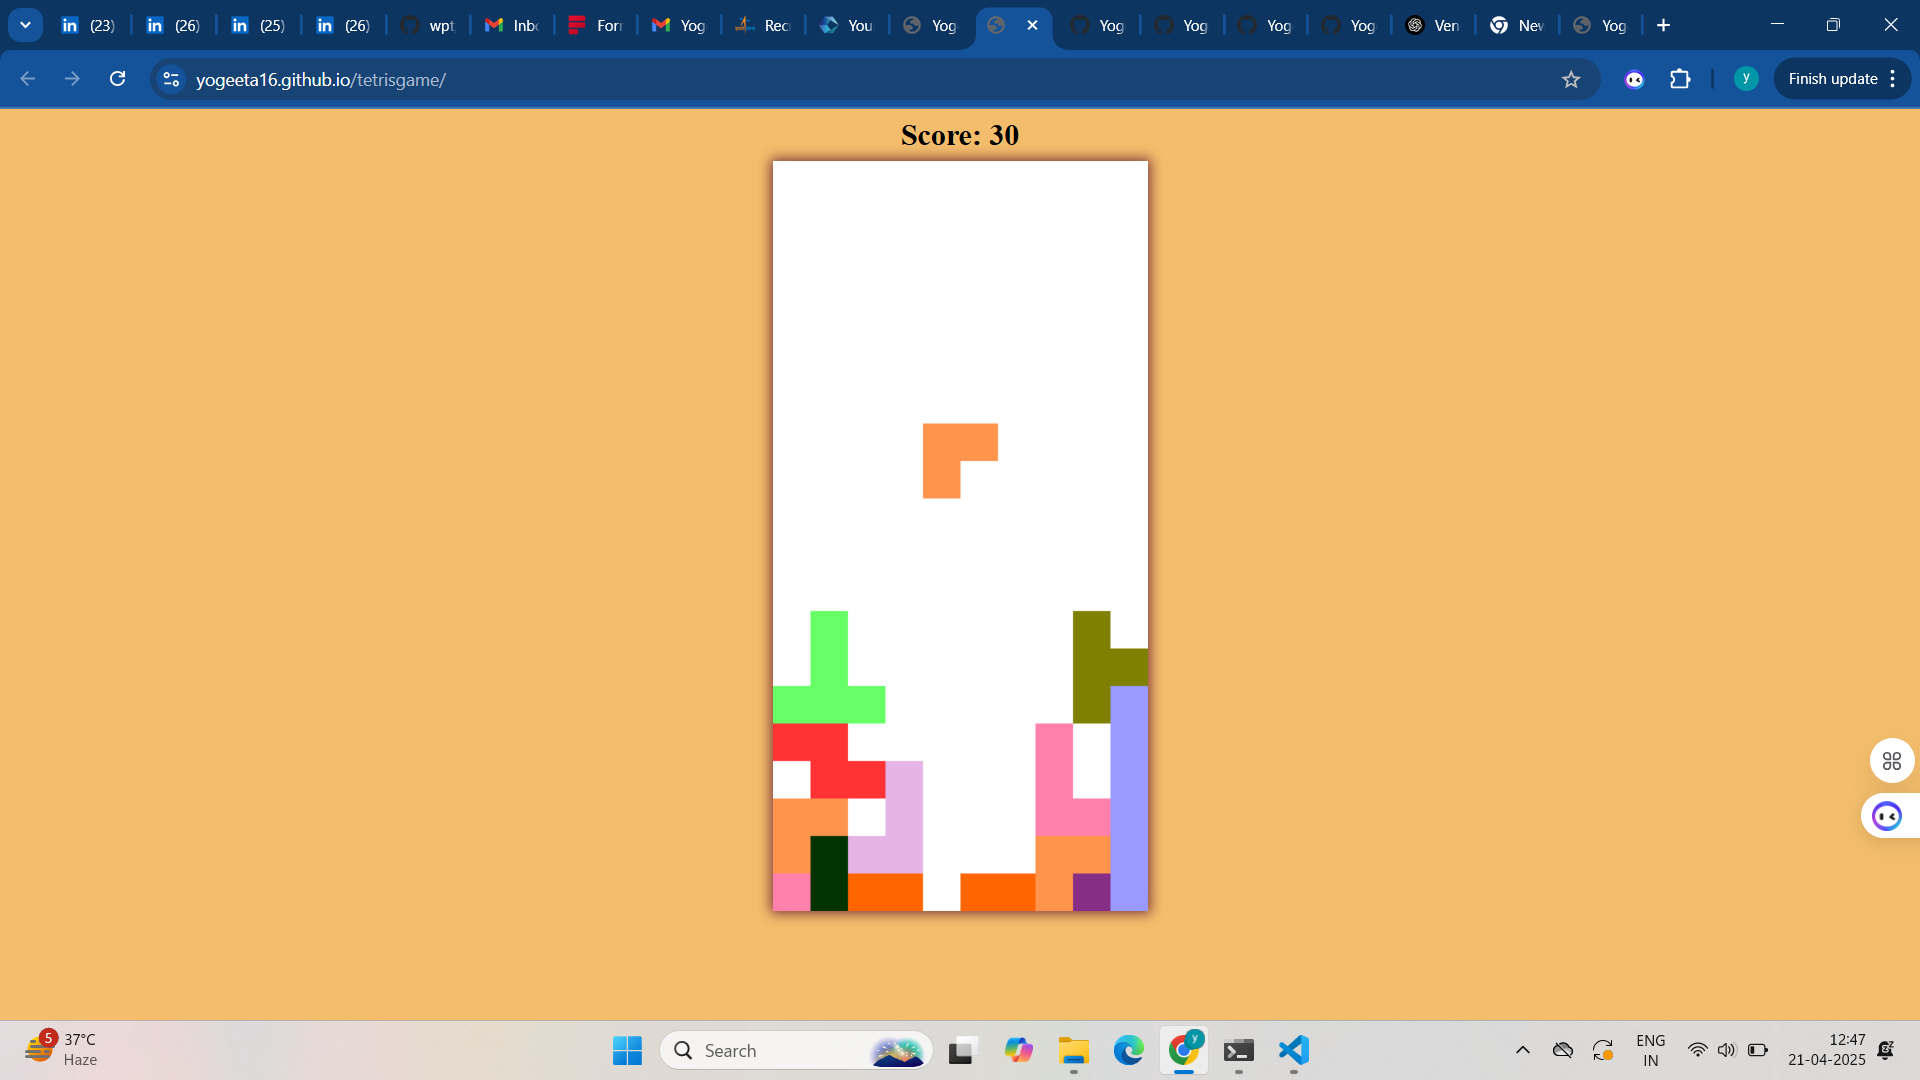 (23)
(26)
(25)
(26)
wpt
Inb
For
Yog
Rec
You
Yog
Yog
Yog
Yog
Yog
Ven
Nev
Yog
yogeeta16.github.io/tetrisgame/
y
Finish update
Score: 30
5
37°C
Haze
Search
y
ENG
IN
12:47
21-04-2025